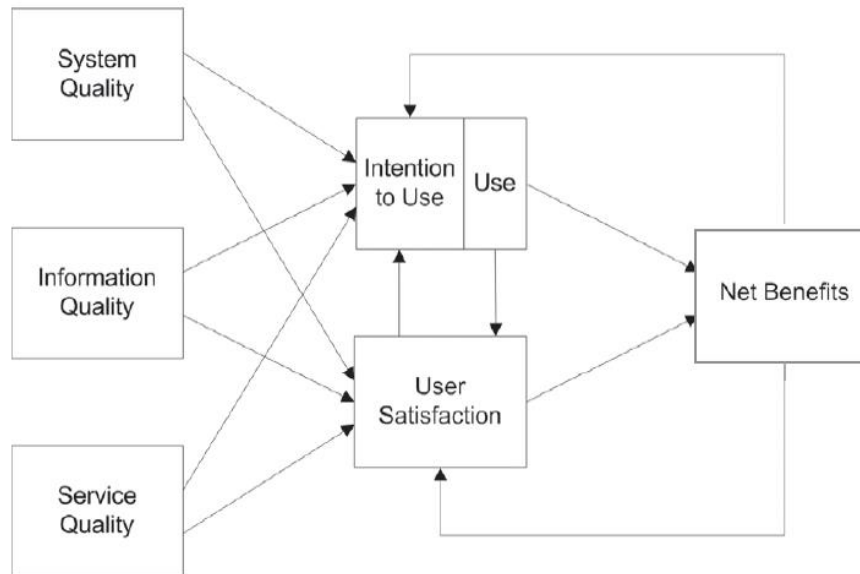 System
Quality
Intention
to Use
Use
Information
Quality
Net Benefits
User
Satisfaction
Service
Quality